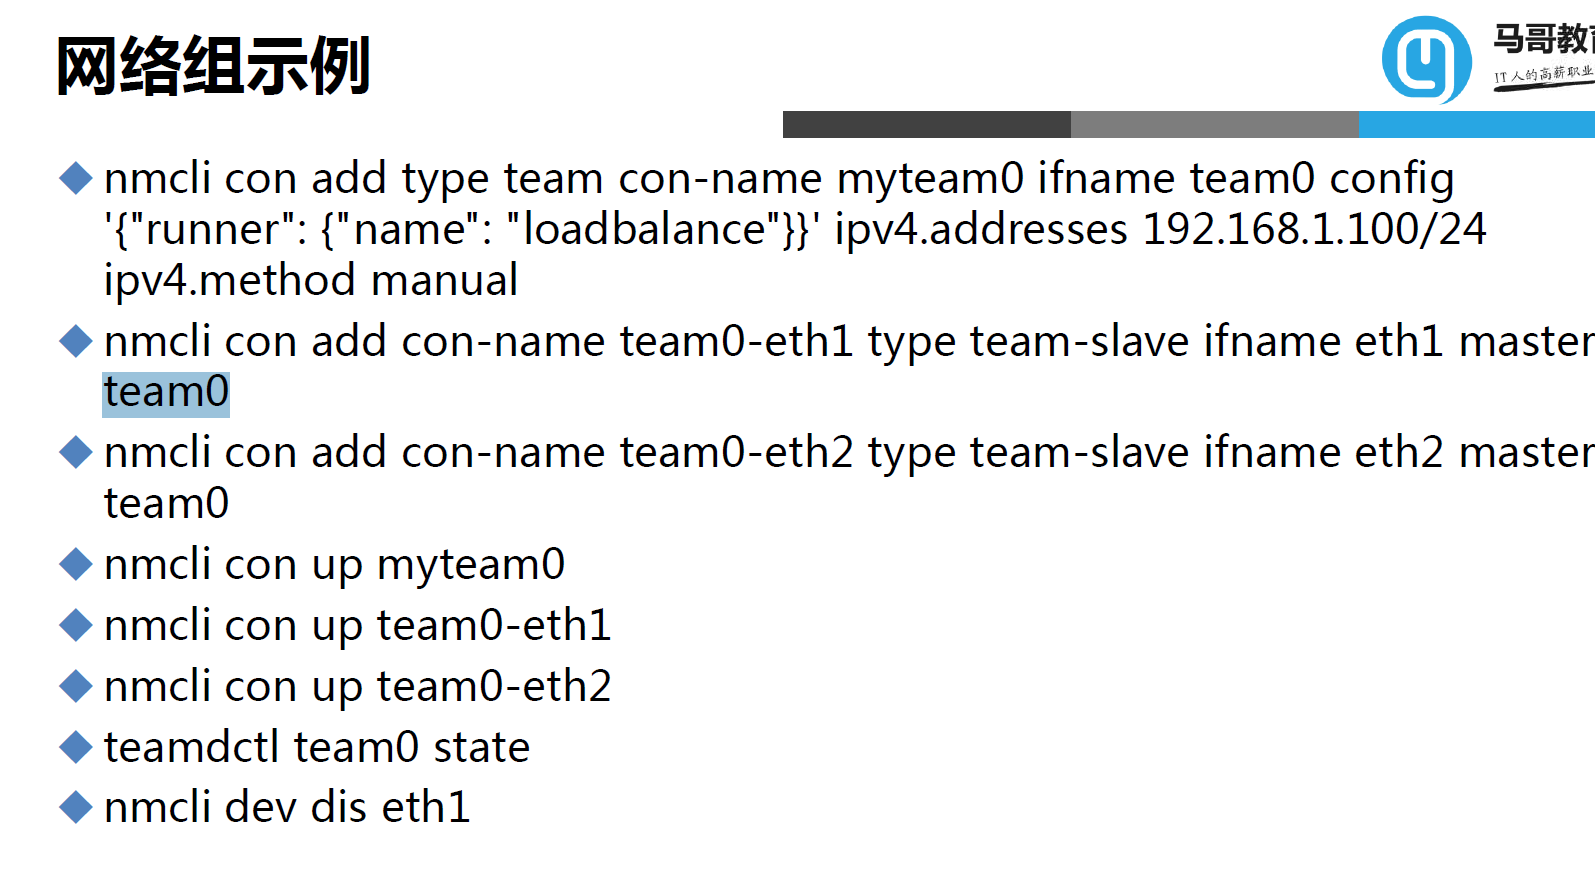 网络组示例
马哥教育
IT人的高薪职业
nmcli con add type team con-name myteam0 ifname team0 config
'{"runner": {"name": "loadbalance"}}' ipv4.addresses 192.168.1.100/24
ipv4.method manual
nmcli con add con-name team0-eth1 type team-slave ifname eth1 master
team0
nmcli con add con-name team0-eth2 type team-slave ifname eth2 master
team0
nmcli con up myteam0
nmcli con up team0-eth1
nmcli con up team0-eth2
teamdctl team0 state
nmcli dev dis eth1